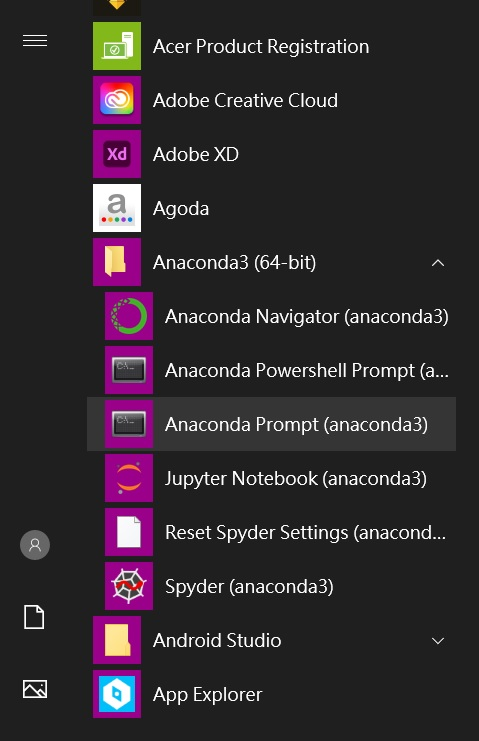 Acer Product Registration
Adobe Creative Cloud
Xd
Adobe XD
a
Agoda
Anaconda3 (64-bit)
Anaconda Navigator (anaconda3)
C:\_
Anaconda Powershell Prompt (a...
C:\_
Anaconda Prompt (anaconda3)
Jupyter Notebook (anaconda3)
Reset Spyder Settings (anacond...
Spyder (anaconda3)
Android Studio
App Explorer